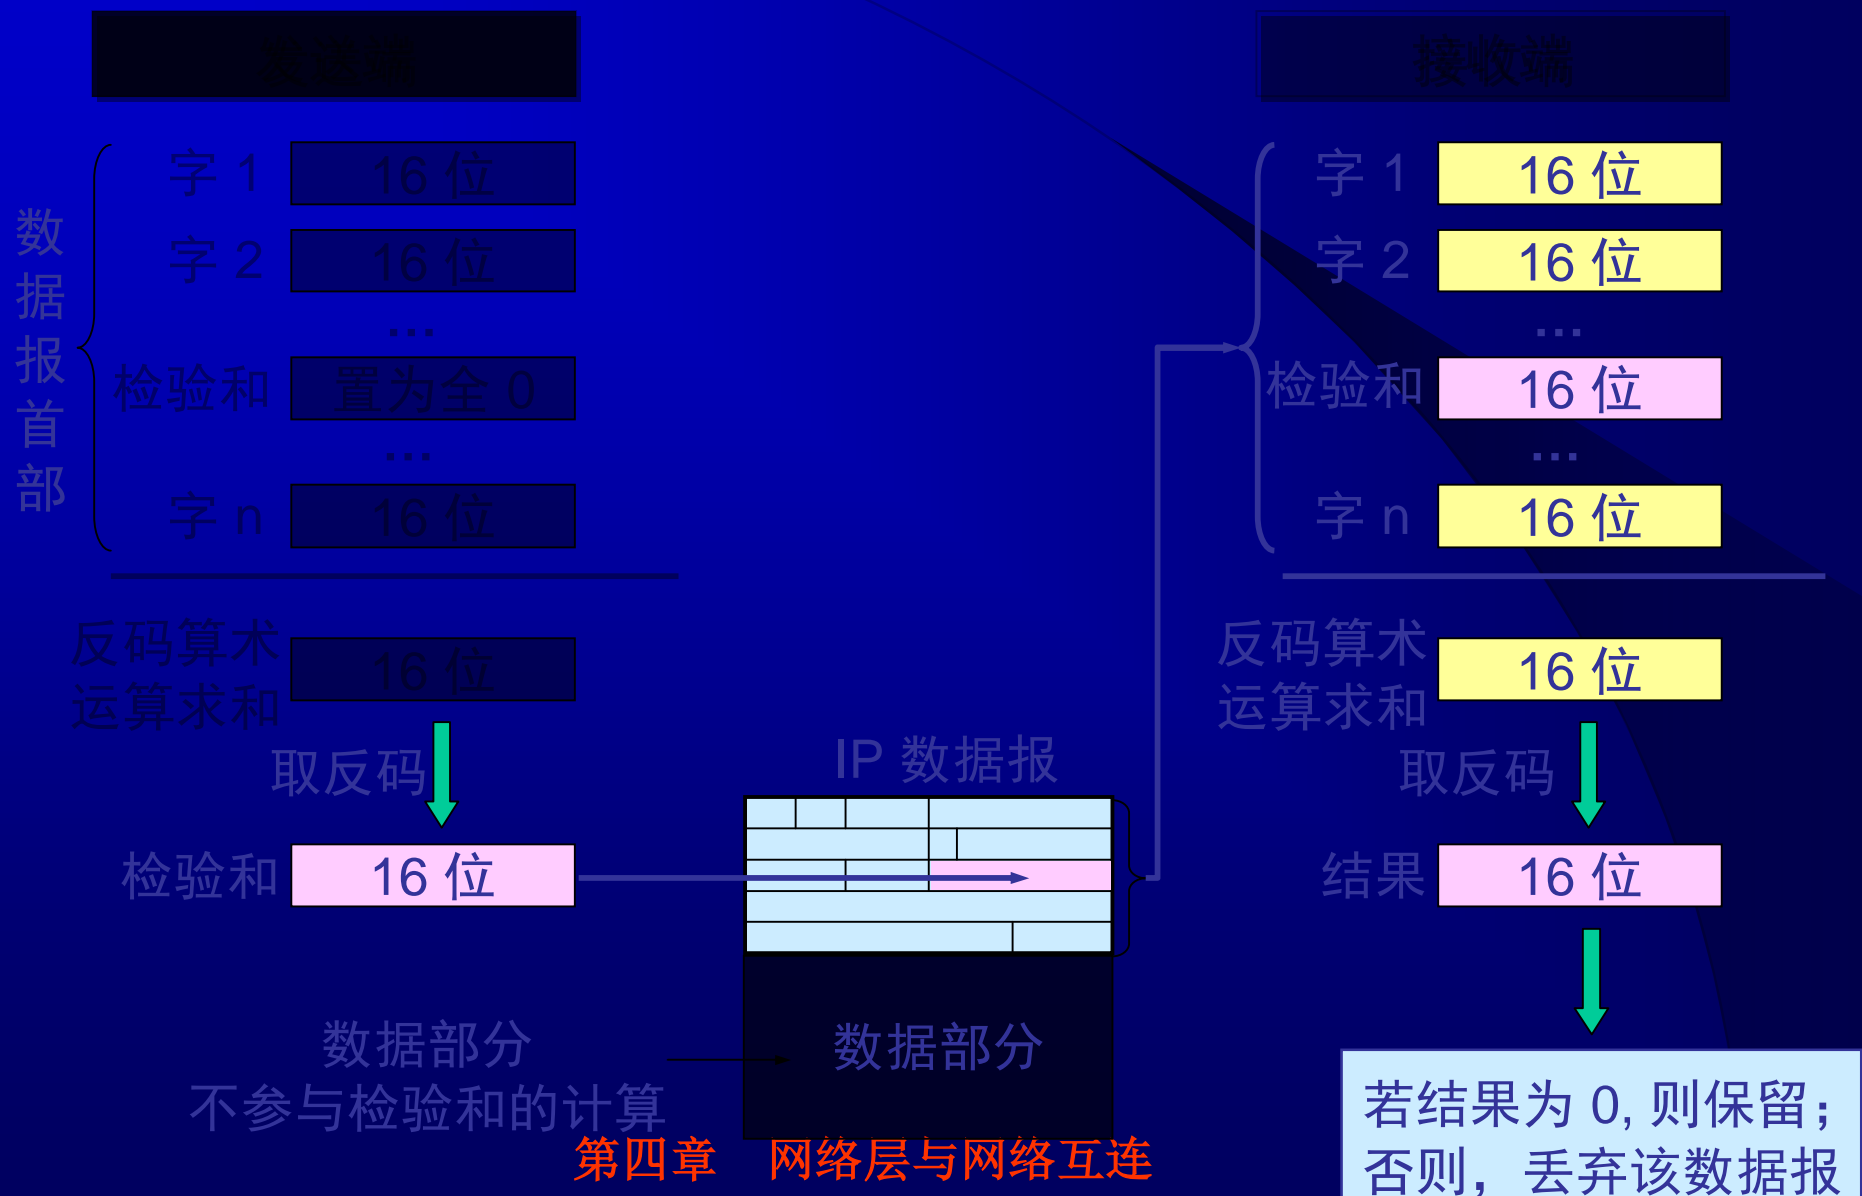 发送端
接收端
数据报首部
字 1
16 位
字 2
16 位
…
检验和
置为全 0
…
字 n
16 位
反码算术
运算求和
16 位
取反码
检验和
16 位
数据部分
不参与检验和的计算
IP 数据报
数据部分
字 1
16 位
字 2
16 位
…
检验和
16 位
…
字 n
16 位
反码算术
运算求和
16 位
取反码
结果
16 位
若结果为 0, 则保留；
否则，丢弃该数据报
第四章 网络层与网络互连